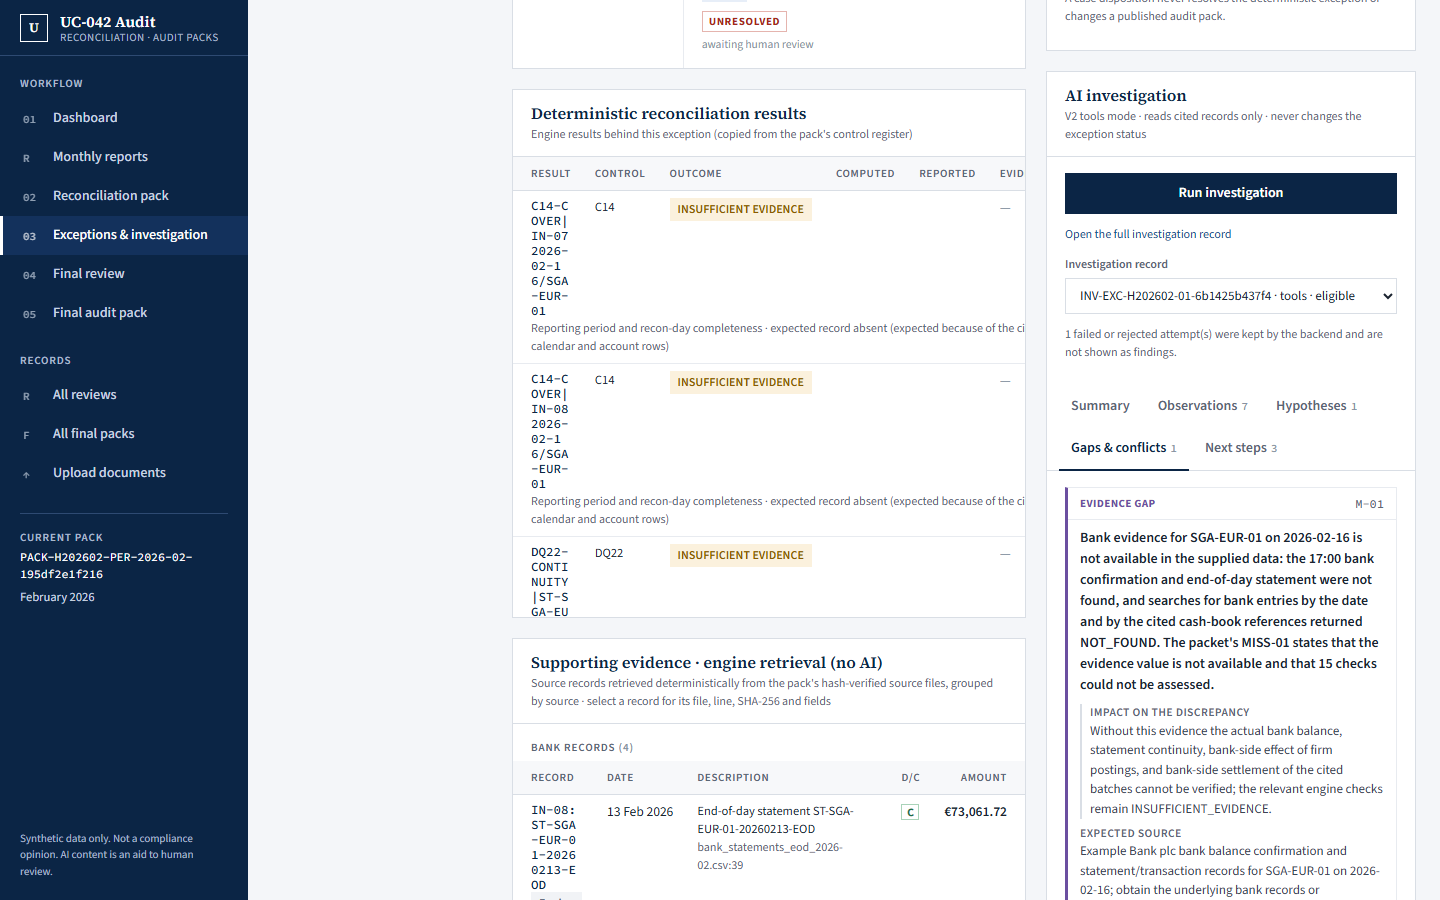 U
UC-042 Audit
RECONCILIATION · AUDIT PACKS
WORKFLOW
01 Dashboard
R Monthly reports
02 Reconciliation pack
03 Exceptions & investigation
04 Final review
05 Final audit pack
RECORDS
R All reviews
F All final packs
↑ Upload documents
CURRENT PACK
PACK-H202602-PER-2026-02-
195df2e1f216
February 2026
Synthetic data only. Not a compliance
opinion. AI content is an aid to human
review.
UNRESOLVED
awaiting human review
Deterministic reconciliation results
Engine results behind this exception (copied from the pack's control register)
RESULT CONTROL OUTCOME COMPUTED REPORTED EVID
C14-C
OVER|
IN-07
2026-
02-1
6/SGA
-EUR-
01
C14
INSUFFICIENT EVIDENCE
—
Reporting period and recon-day completeness · expected record absent (expected because of the ci
calendar and account rows)
C14-C
OVER|
IN-08
2026-
02-1
6/SGA
-EUR-
01
C14
INSUFFICIENT EVIDENCE
—
Reporting period and recon-day completeness · expected record absent (expected because of the ci
calendar and account rows)
DQ22-
CONTI
NUITY
|ST-S
GA-EU
DQ22
INSUFFICIENT EVIDENCE
—
Supporting evidence · engine retrieval (no AI)
Source records retrieved deterministically from the pack's hash-verified source files, grouped
by source · select a record for its file, line, SHA-256 and fields
BANK RECORDS (4)
RECORD DATE DESCRIPTION D/C AMOUNT
IN-08:
ST-SGA
-EUR-0
1-2026
0213-E
OD
13 Feb 2026
End-of-day statement ST-SGA-
EUR-01-20260213-EOD
bank_statements_eod_2026-
02.csv:39
C
€73,061.72
changes a published audit pack.
AI investigation
V2 tools mode · reads cited records only · never changes the
exception status
Run investigation
Open the full investigation record
Investigation record
INV-EXC-H202602-01-6b1425b437f4 · tools · eligible
1 failed or rejected attempt(s) were kept by the backend and are
not shown as findings.
Summary Observations 7 Hypotheses 1
Gaps & conflicts 1 Next steps 3
EVIDENCE GAP M-01
Bank evidence for SGA-EUR-01 on 2026-02-16 is
not available in the supplied data: the 17:00 bank
confirmation and end-of-day statement were not
found, and searches for bank entries by the date
and by the cited cash-book references returned
NOT_FOUND. The packet's MISS-01 states that the
evidence value is not available and that 15 checks
could not be assessed.
IMPACT ON THE DISCREPANCY
Without this evidence the actual bank balance,
statement continuity, bank-side effect of firm
postings, and bank-side settlement of the cited
batches cannot be verified; the relevant engine checks
remain INSUFFICIENT_EVIDENCE.
EXPECTED SOURCE
Example Bank plc bank balance confirmation and
statement/transaction records for SGA-EUR-01 on 2026-
02-16; obtain the underlying bank records or